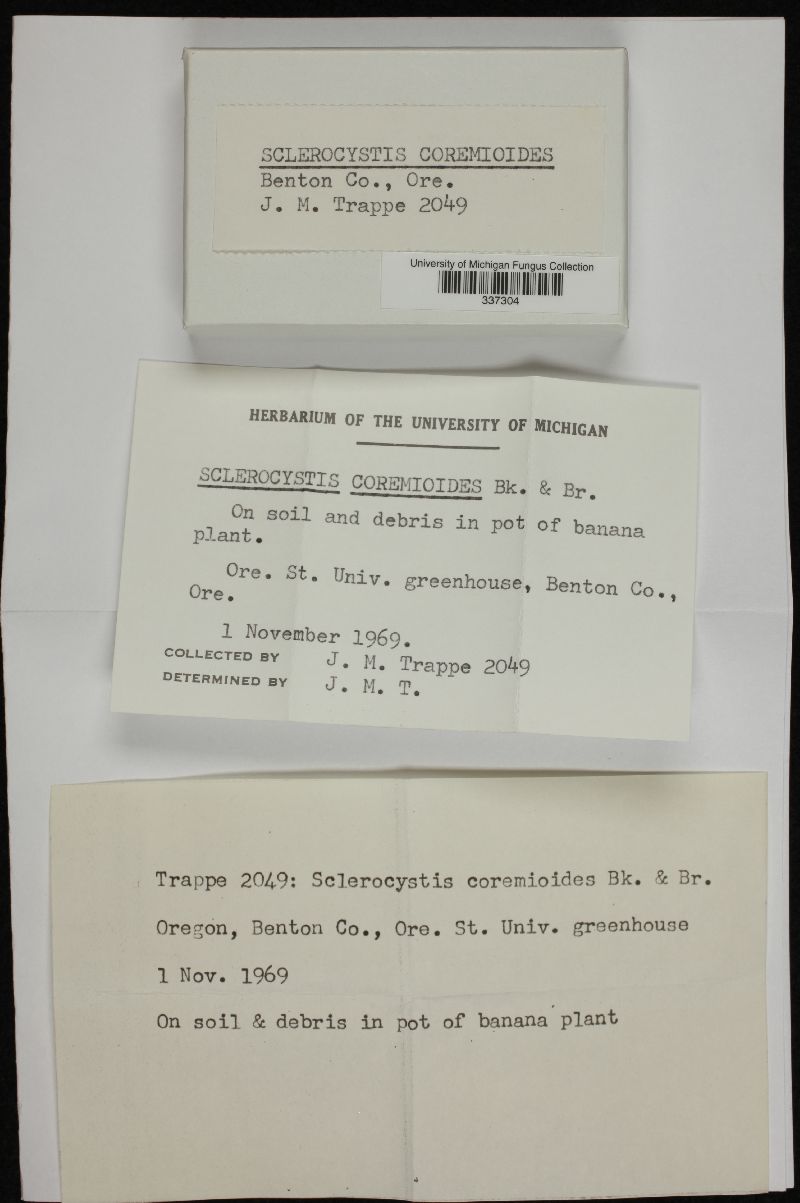 SCLEROCYSTIS COREMIOIDES
Benton Co., Ore.
J. M. Trappe 2049
University of Michigan Fungus Collection
337304
HERBARIUM OF THE UNIVERSITY OF MICHIGAN
SCLEROCYSTIS COREMIOIDES Bk. & Br.
On soil and debris in pot of banana
plant.
Ore. St. Univ. greenhouse, Benton Co.,
Ore.
1 November 1969.
COLLECTED BY J. M. Trappe 2049
DETERMINED BY J. M. T.
Trappe 2049: Sclerocystis coremioides Bk. & Br.
Oregon, Benton Co., Ore. St. Univ. greenhouse
1 Nov. 1969
On soil & debris in pot of banana plant